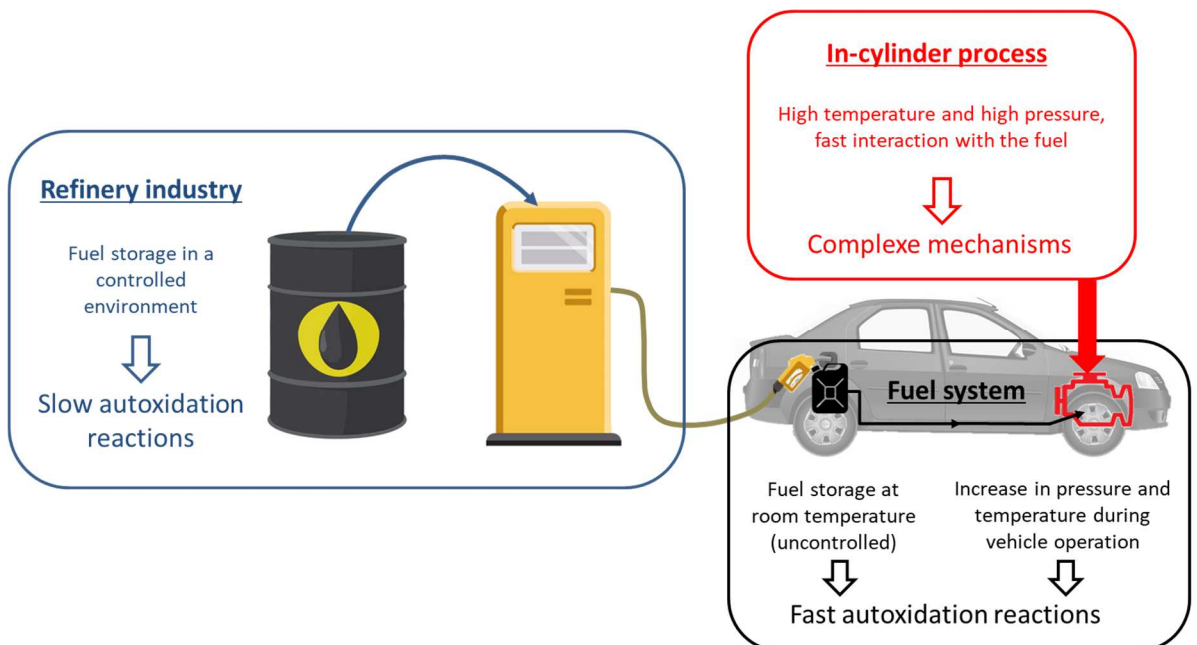 Refinery industry
Fuel storage in a
controlled
environment
Slow autoxidation
reactions
In-cylinder process
High temperature and high pressure,
fast interaction with the fuel
Complexe mechanisms
Fuel system
Fuel storage at
room temperature
(uncontrolled)
Increase in pressure and
temperature during
vehicle operation
Fast autoxidation reactions